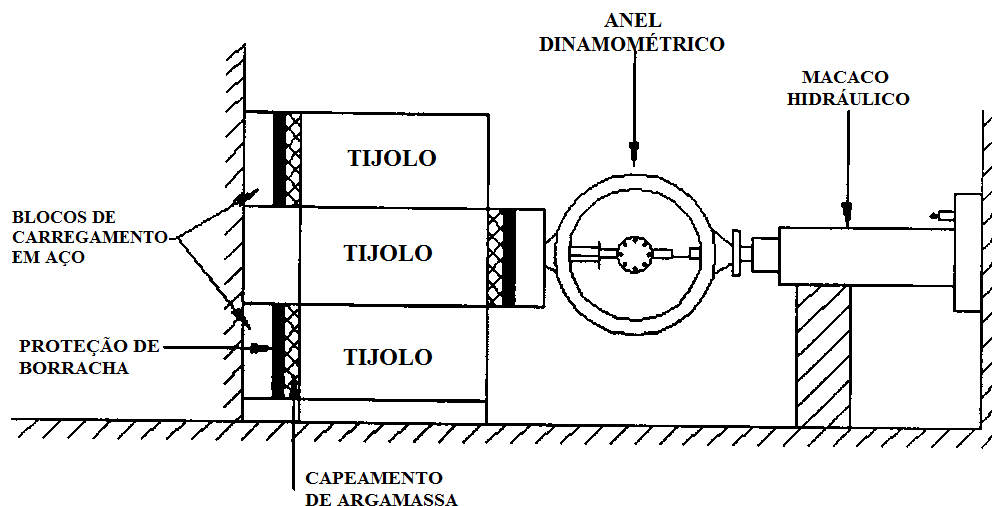 ANEL
DINAMOMÉTRICO
MACACO
HIDRÁULICO
TIJOLO
BLOCOS DE
CARREGAMENTO
EM AÇO
TIJOLO
PROTEÇÃO DE
BORRACHA
TIJOLO
CAPEAMENTO
DE ARGAMASSA